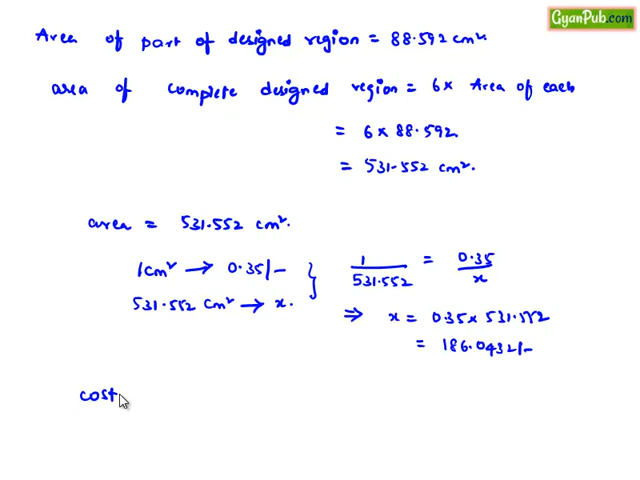 GyanPub.com
Area of part of designed region = 88.592 cm².
area of complete designed region = 6 × Area of each
= 6 × 88.592
= 531.552 cm².
area = 531.552 cm².
1 cm² → 0.35/-
531.552 cm² → x.
} 1/531.552 = 0.35/x
⇒ x = 0.35 × 531.552
= 186.0432/-
cost